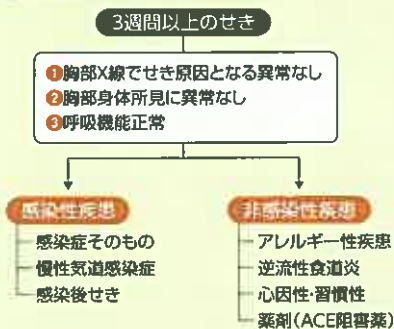 3週間以上のせき
❶胸部X線でせき原因となる異常なし
❷胸部身体所見に異常なし
❸呼吸機能正常
感染性疾患
感染症そのもの
慢性気道感染症
感染後せき
非感染性疾患
アレルギー性疾患
逆流性食道炎
心因性・習慣性
薬剤(ACE阻害薬)